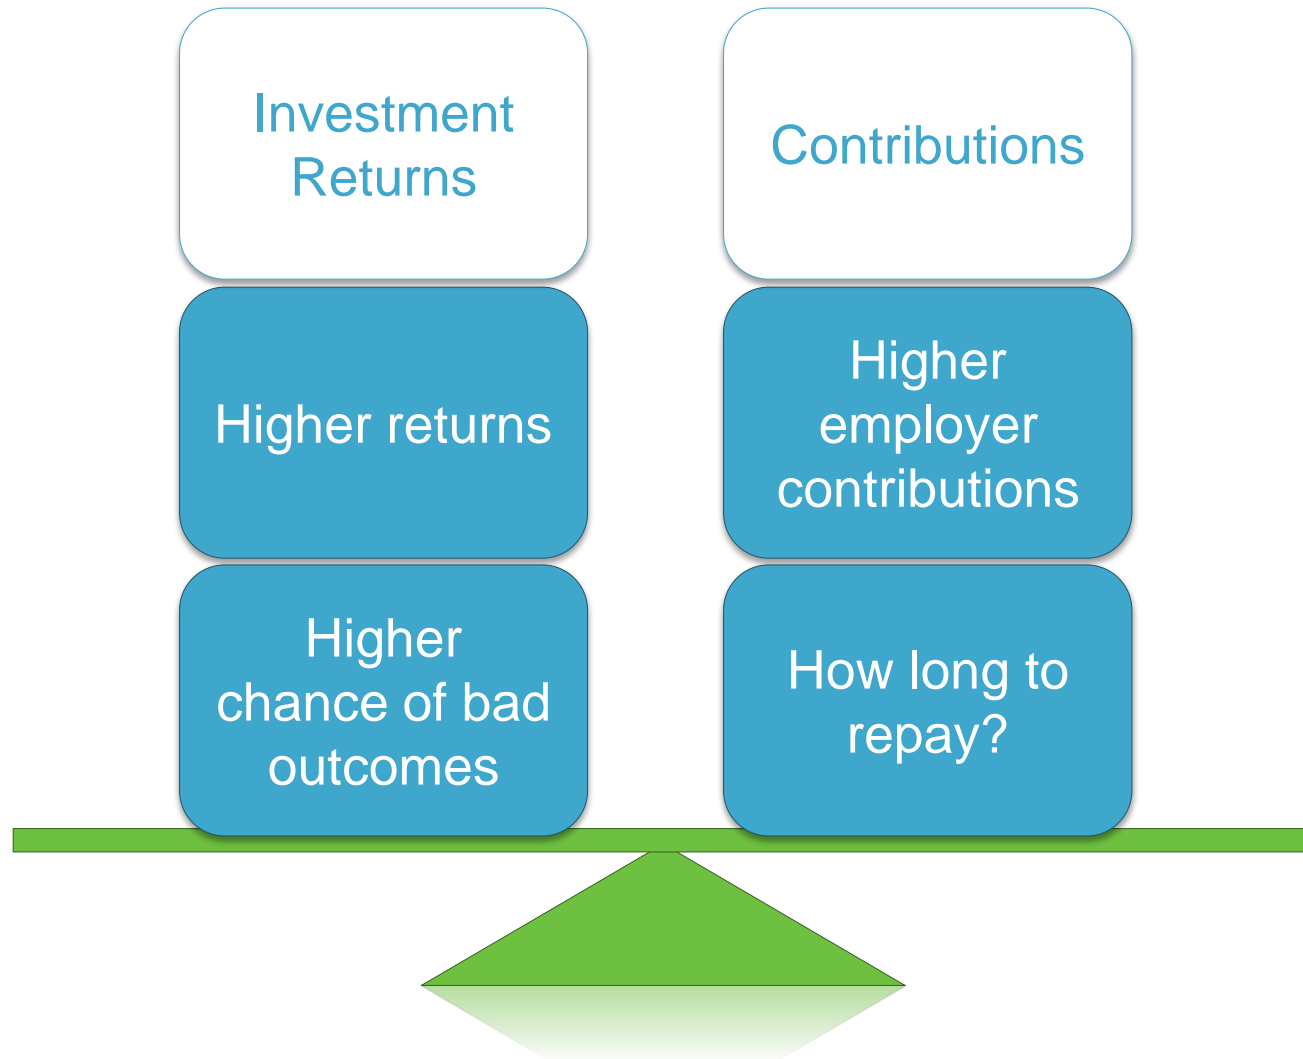 Investment
Returns
Higher returns
Higher
chance of bad
outcomes
Contributions
Higher
employer
contributions
How long to
repay?